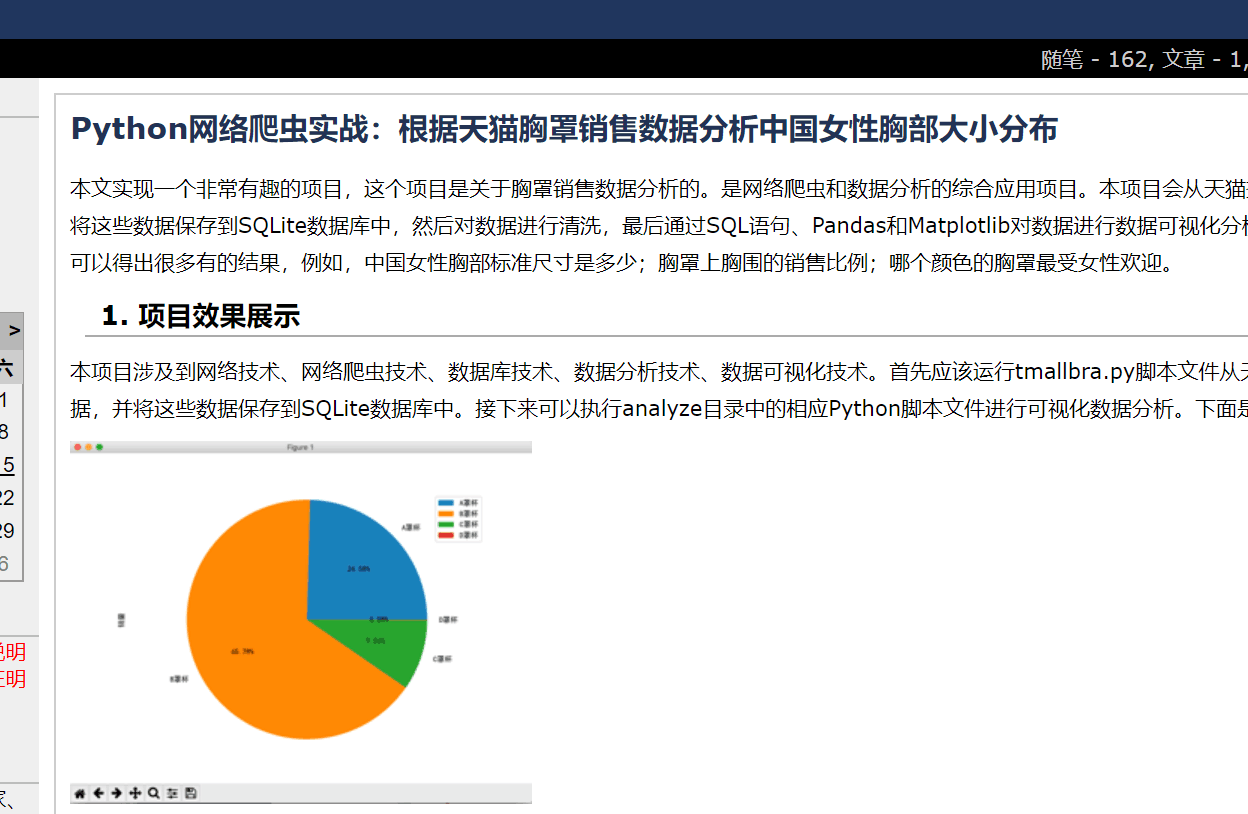 随笔 - 162, 文章 - 1,
Python网络爬虫实战：根据天猫胸罩销售数据分析中国女性胸部大小分布
本文实现一个非常有趣的项目，这个项目是关于胸罩销售数据分析的。是网络爬虫和数据分析的综合应用项目。本项目会从天猫
将这些数据保存到SQLite数据库中，然后对数据进行清洗，最后通过SQL语句、Pandas和Matplotlib对数据进行数据可视化分析
可以得出很多有的结果，例如，中国女性胸部标准尺寸是多少；胸罩上胸围的销售比例；哪个颜色的胸罩最受女性欢迎。
1. 项目效果展示
>
六
1
8
15
22
29
6
说明
证明
家、
本项目涉及到网络技术、网络爬虫技术、数据库技术、数据分析技术、数据可视化技术。首先应该运行tmallbra.py脚本文件从天
据，并将这些数据保存到SQLite数据库中。接下来可以执行analyze目录中的相应Python脚本文件进行可视化数据分析。下面是
Figure 1
A罩杯
B罩杯
C罩杯
D罩杯
A罩杯
D罩杯
C罩杯
B罩杯